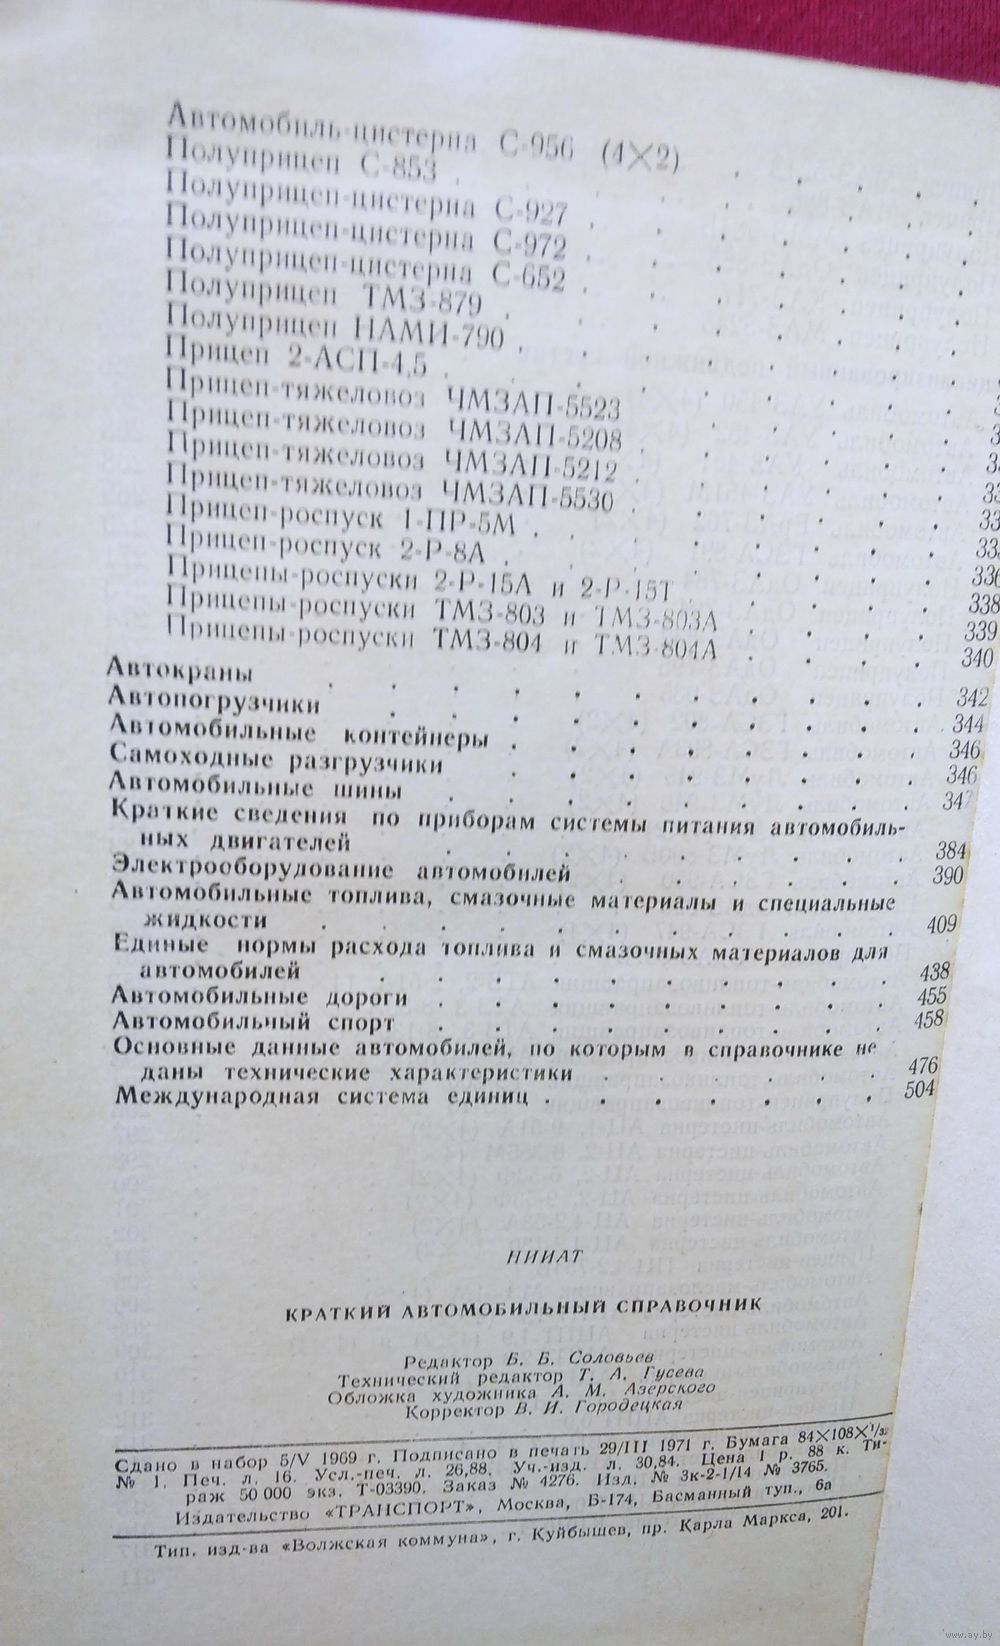 Автомобиль-цистерна С-956 (4×2)
Полуприцеп С-853 . . . . .
Полуприцеп-цистерна С-927 . . . . .
Полуприцеп-цистерна С-972 . . . . .
Полуприцеп-цистерна С-652 . . . . .
Полуприцеп ТМЗ-879 . . . . .
Полуприцеп НАМИ-790 . . . . .
Прицеп 2-АСП-4,5 . . . . .
Прицеп-тяжеловоз ЧМЗАП-5523 . . . . .
Прицеп-тяжеловоз ЧМЗАП-5208 . . . . .
Прицеп-тяжеловоз ЧМЗАП-5212 . . . . .
Прицеп-тяжеловоз ЧМЗАП-5530 . . . . .
Прицеп-роспуск 1-ПР-5М . . . . .
Прицеп-роспуск 2-Р-8А . . . . .
Прицепы-роспуски 2-Р-15А и 2-Р-15Т . . . . 338
Прицепы-роспуски ТМЗ-803 и ТМЗ-803А . . . . 339
Прицепы-роспуски ТМЗ-804 и ТМЗ-804А . . . . 340
Автокраны . . . . . . . . 342
Автопогрузчики . . . . . . . . 344
Автомобильные контейнеры . . . . . . . 346
Самоходные разгрузчики . . . . . . . 346
Автомобильные шины . . . . . . . . 347
Краткие сведения по приборам системы питания автомобиль-
ных двигателей . . . . . . . . 384
Электрооборудование автомобилей . . . . . . 390
Автомобильные топлива, смазочные материалы и специальные
жидкости . . . . . . . . . 409
Единые нормы расхода топлива и смазочных материалов для
автомобилей . . . . . . . . . 438
Автомобильные дороги . . . . . . . . 455
Автомобильный спорт . . . . . . . . 458
Основные данные автомобилей, по которым в справочнике не
даны технические характеристики . . . . . . 476
Международная система единиц . . . . . . . 504
НИИАТ
КРАТКИЙ АВТОМОБИЛЬНЫЙ СПРАВОЧНИК
Редактор Б. Б. Соловьев
Технический редактор Т. А. Гусева
Обложка художника А. М. Азерского
Корректор В. И. Городецкая
Сдано в набор 5/V 1969 г. Подписано в печать 29/III 1971 г. Бумага 84×108×1/32
№ 1. Печ. л. 16. Усл.-печ. л. 26,88. Уч.-изд. л. 30,84. Цена 1 р. 88 к. Ти-
раж 50 000 экз. Т-03390. Заказ № 4276. Изд. № 3к-2-1/14 № 3765.
Издательство «ТРАНСПОРТ», Москва, Б-174, Басманный туп., 6а
Тип. изд-ва «Волжская коммуна», г. Куйбышев, пр. Карла Маркса, 201.
www.ay.by